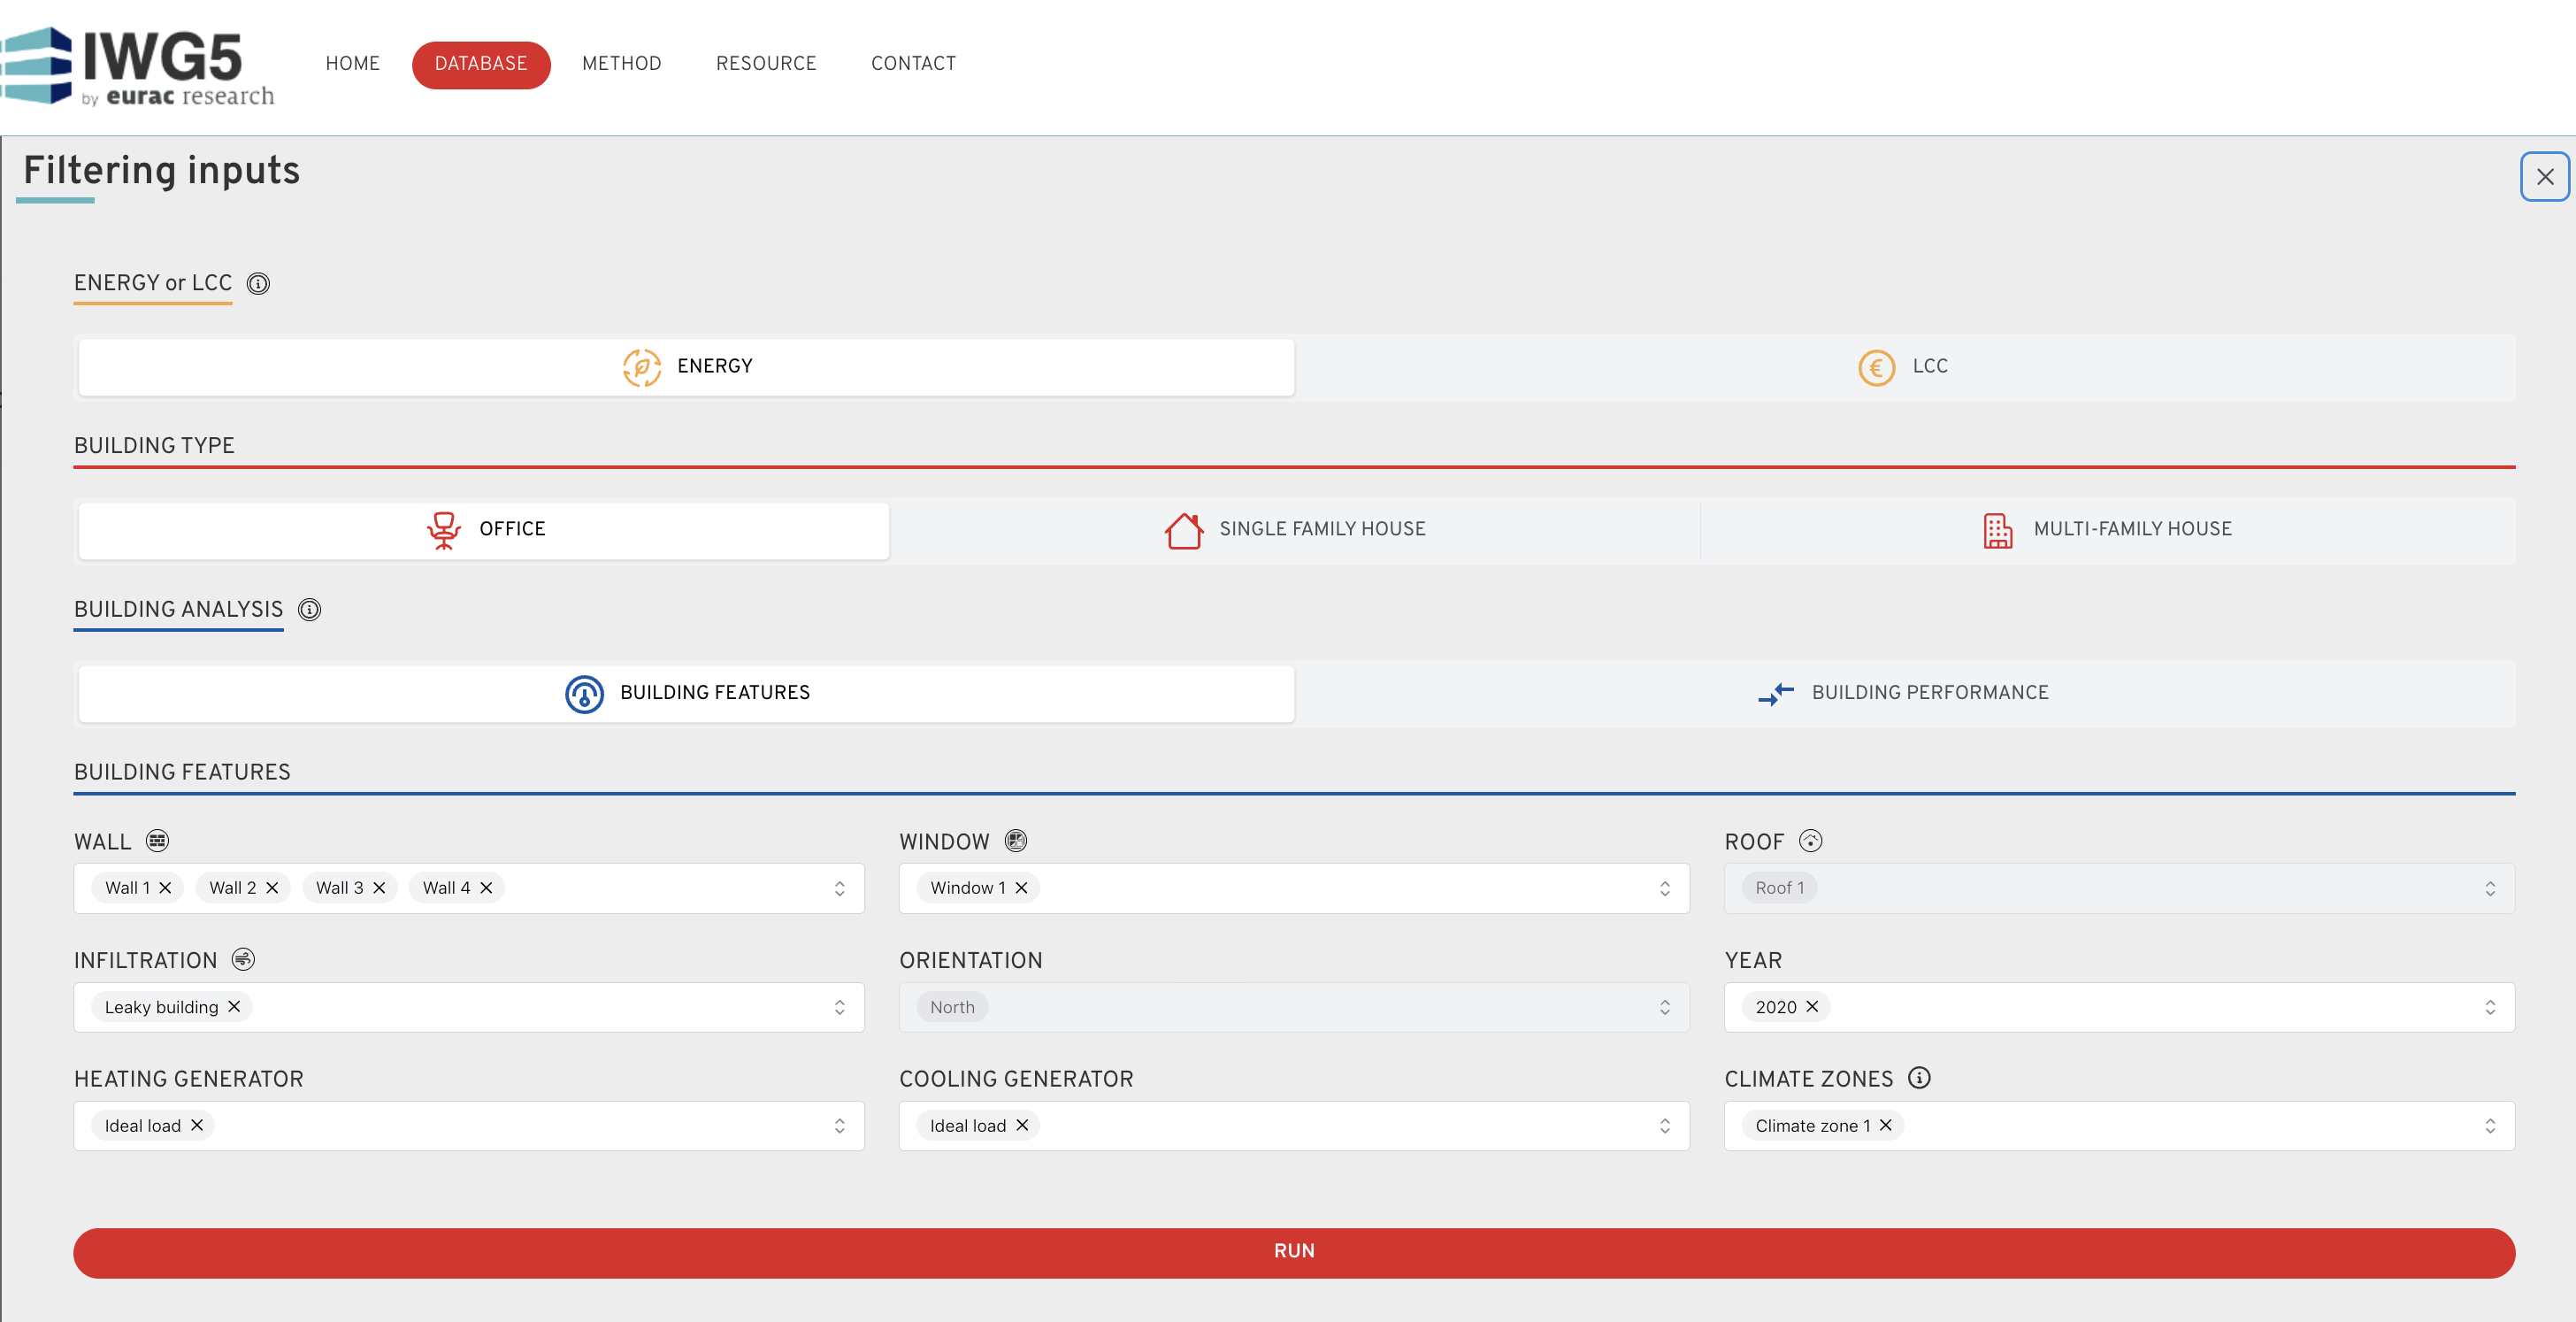 IWG5
by eurac research
HOME DATABASE METHOD RESOURCE CONTACT
Filtering inputs
ENERGY or LCC
ENERGY LCC
BUILDING TYPE
OFFICE SINGLE FAMILY HOUSE MULTI-FAMILY HOUSE
BUILDING ANALYSIS
BUILDING FEATURES BUILDING PERFORMANCE
BUILDING FEATURES
WALL WINDOW ROOF
Wall 1 Wall 2 Wall 3 Wall 4 Window 1 Roof 1
INFILTRATION ORIENTATION YEAR
Leaky building North 2020
HEATING GENERATOR COOLING GENERATOR CLIMATE ZONES
Ideal load Ideal load Climate zone 1
RUN